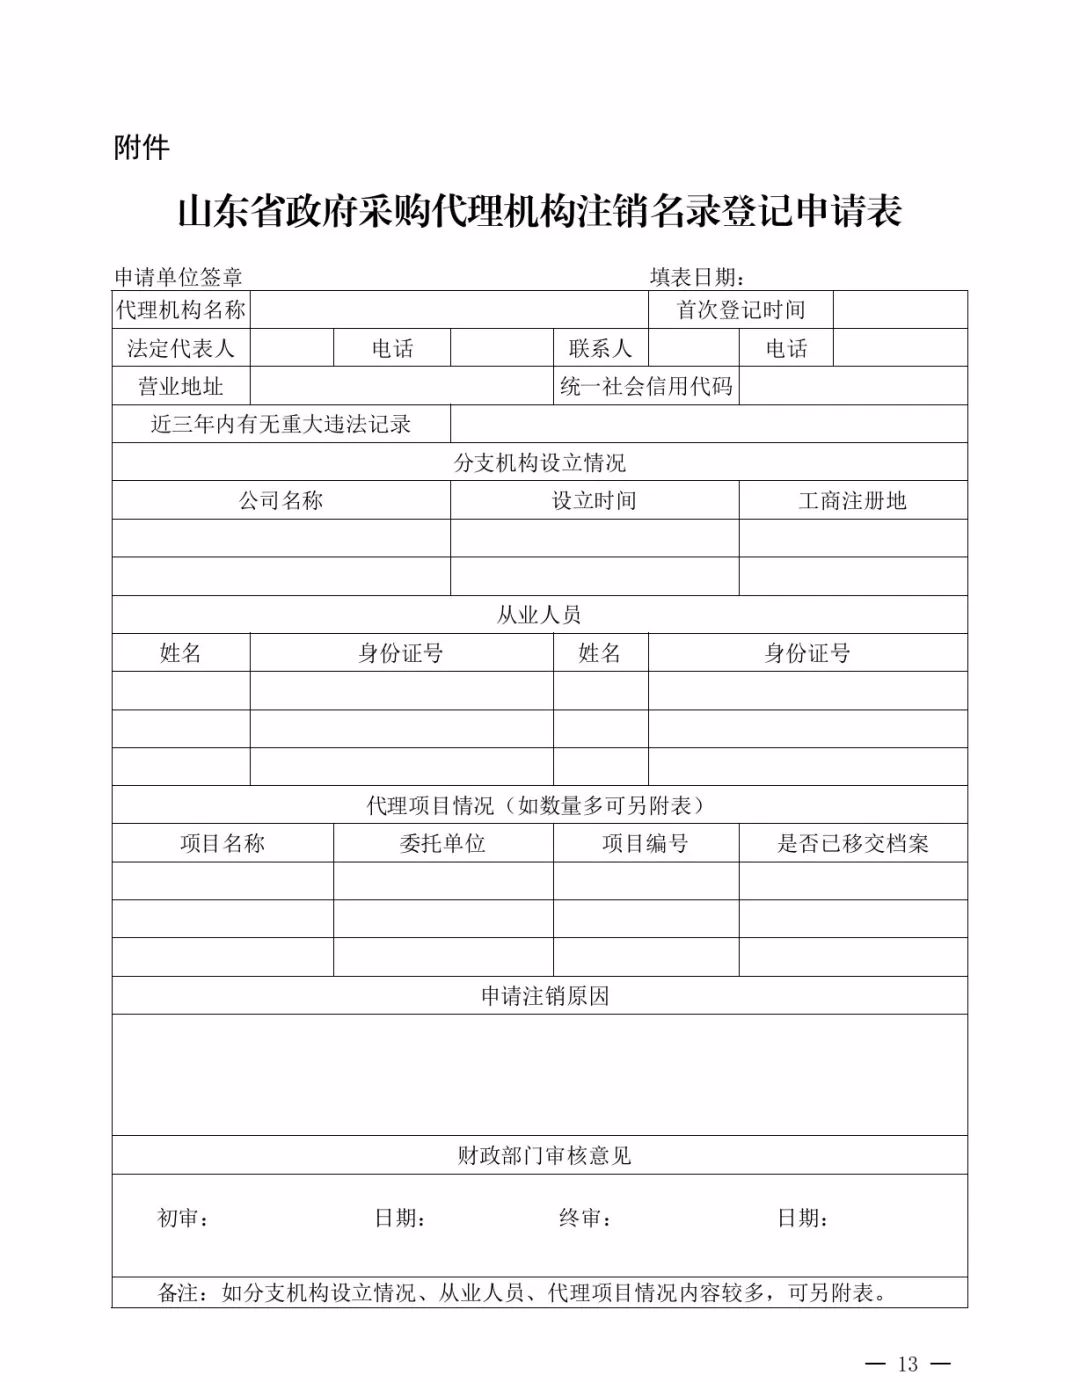 附件
山东省政府采购代理机构注销名录登记申请表
申请单位签章 填表日期：
代理机构名称 首次登记时间
法定代表人 电话 联系人 电话
营业地址 统一社会信用代码
近三年内有无重大违法记录
分支机构设立情况
公司名称 设立时间 工商注册地
从业人员
姓名 身份证号 姓名 身份证号
代理项目情况（如数量多可另附表）
项目名称 委托单位 项目编号 是否已移交档案
申请注销原因
财政部门审核意见
初审： 日期： 终审： 日期：
备注：如分支机构设立情况、从业人员、代理项目情况内容较多，可另附表。
— 13 —